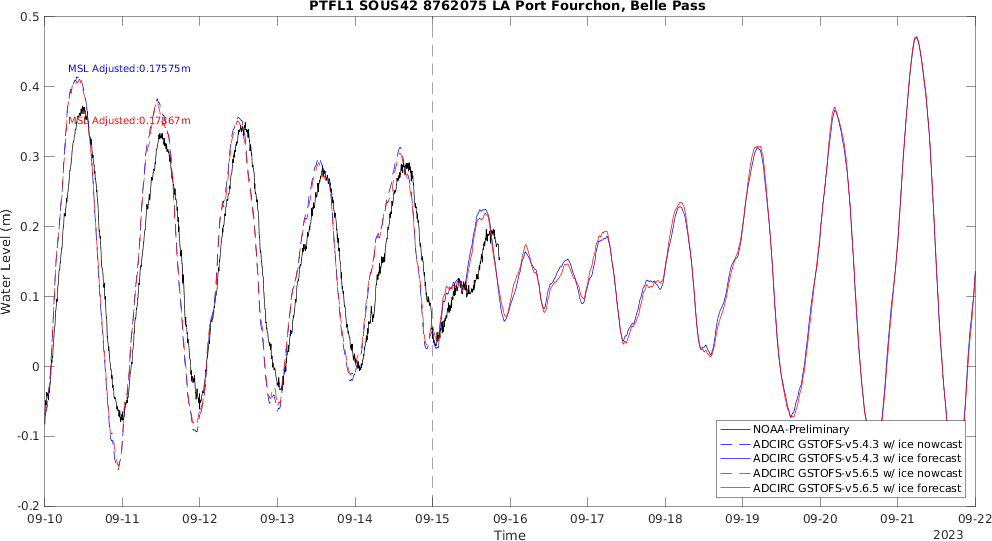 PTFL1 SOUS42 8762075 LA Port Fourchon, Belle Pass
0.5
0.4
0.3
0.2
0.1
0
-0.1
-0.2
Water Level (m)
MSL Adjusted:0.17575m
MSL Adjusted:0.17867m
NOAA-Preliminary
ADCIRC GSTOFS-v5.4.3 w/ ice nowcast
ADCIRC GSTOFS-v5.4.3 w/ ice forecast
ADCIRC GSTOFS-v5.6.5 w/ ice nowcast
ADCIRC GSTOFS-v5.6.5 w/ ice forecast
09-10 09-11 09-12 09-13 09-14 09-15 09-16 09-17 09-18 09-19 09-20 09-21 09-22
Time
2023